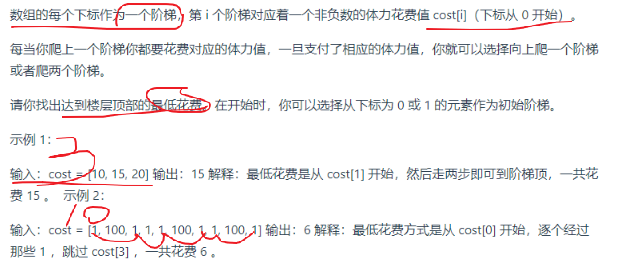 数组的每个下标作为一个阶梯，第 i 个阶梯对应着一个非负数的体力花费值 cost[i]（下标从 0 开始）。
每当你爬上一个阶梯你都要花费对应的体力值，一旦支付了相应的体力值，你就可以选择向上爬一个阶梯
或者爬两个阶梯。
请你找出达到楼层顶部的最低花费。在开始时，你可以选择从下标为 0 或 1 的元素作为初始阶梯。
示例 1：
输入：cost = [10, 15, 20] 输出：15 解释：最低花费是从 cost[1] 开始，然后走两步即可到阶梯顶，一共花
费 15 。 示例 2：
输入：cost = [1, 100, 1, 1, 1, 100, 1, 1, 100, 1] 输出：6 解释：最低花费方式是从 cost[0] 开始，逐个经过
那些 1 ，跳过 cost[3] ，一共花费 6 。